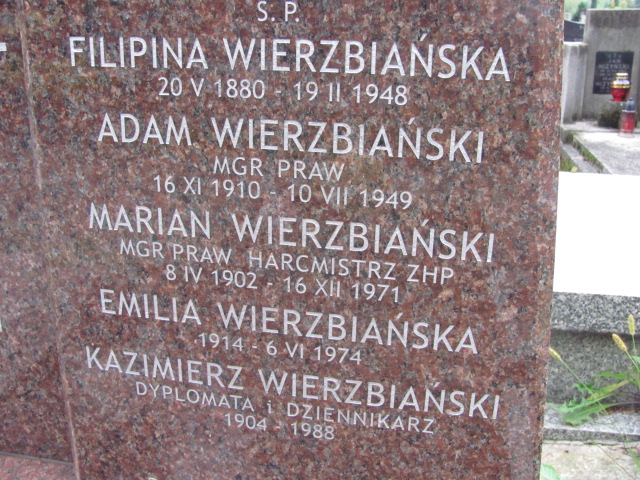 S. P.
FILIPINA WIERZBIAŃSKA
20 V 1880 - 19 II 1948
ADAM WIERZBIAŃSKI
MGR PRAW
16 XI 1910 - 10 VII 1949
MARIAN WIERZBIAŃSKI
MGR PRAW HARCMISTRZ ZHP
8 IV 1902 - 16 XII 1971
EMILIA WIERZBIAŃSKA
1914 - 6 VI 1974
KAZIMIERZ WIERZBIAŃSKI
DYPLOMATA i DZIENNIKARZ
1904 - 1988